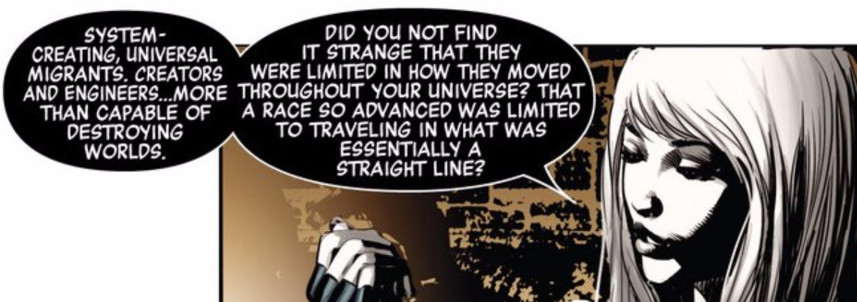 SYSTEM-
CREATING, UNIVERSAL
MIGRANTS. CREATORS
AND ENGINEERS...MORE
THAN CAPABLE OF
DESTROYING
WORLDS.
DID YOU NOT FIND
IT STRANGE THAT THEY
WERE LIMITED IN HOW THEY MOVED
THROUGHOUT YOUR UNIVERSE? THAT
A RACE SO ADVANCED WAS LIMITED
TO TRAVELING IN WHAT WAS
ESSENTIALLY A
STRAIGHT LINE?